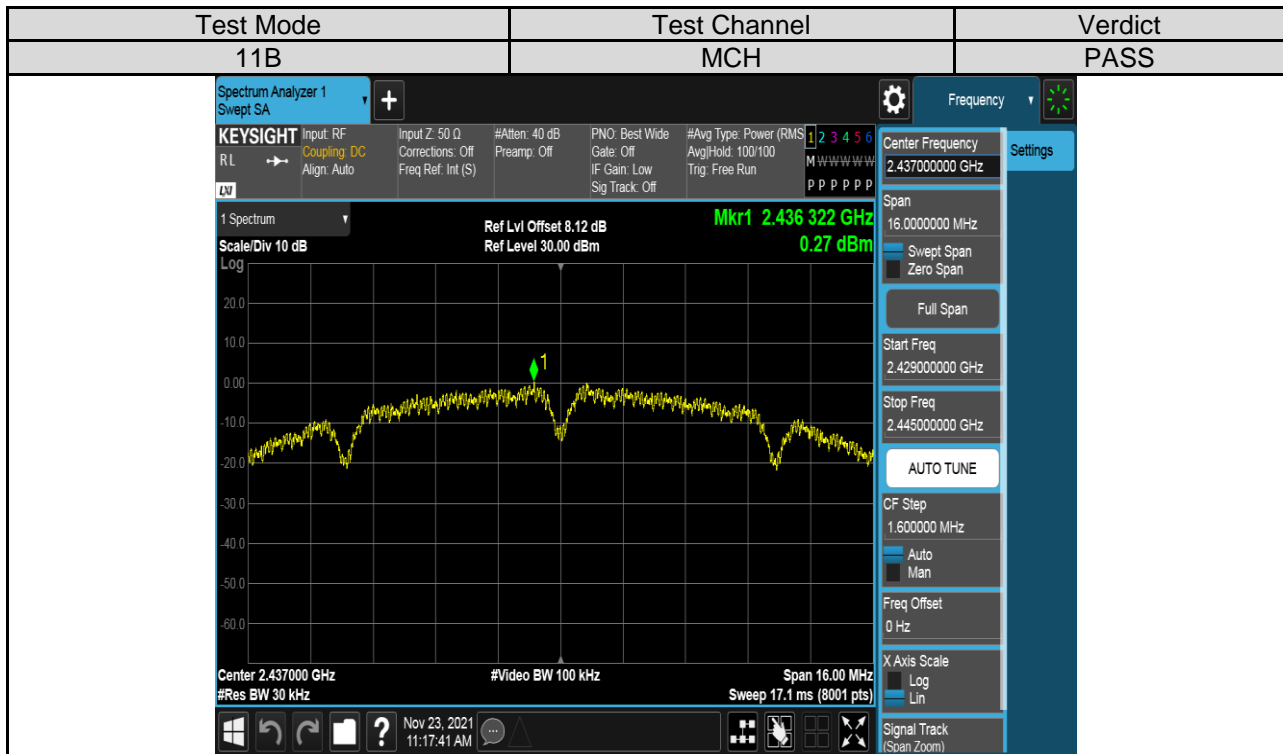 Test Mode Test Channel Verdict
11B MCH PASS
Spectrum Analyzer 1
Swept SA
+
Frequency
KEYSIGHT
R L
LXI
Input: RF
Coupling: DC
Align: Auto
Input Z: 50 Ω
Corrections: Off
Freq Ref: Int (S)
#Atten: 40 dB
Preamp: Off
PNO: Best Wide
Gate: Off
IF Gain: Low
Sig Track: Off
#Avg Type: Power (RMS
Avg|Hold: 100/100
Trig: Free Run
1 2 3 4 5 6
M W W W W W
P P P P P P
1 Spectrum
Scale/Div 10 dB
Log
Ref Lvl Offset 8.12 dB
Ref Level 30.00 dBm
Mkr1 2.436 322 GHz
0.27 dBm
1
20.0
10.0
0.00
-10.0
-20.0
-30.0
-40.0
-50.0
-60.0
Center 2.437000 GHz
#Res BW 30 kHz
#Video BW 100 kHz
Span 16.00 MHz
Sweep 17.1 ms (8001 pts)
?
Nov 23, 2021
11:17:41 AM
Center Frequency
2.437000000 GHz
Settings
Span
16.0000000 MHz
Swept Span
Zero Span
Full Span
Start Freq
2.429000000 GHz
Stop Freq
2.445000000 GHz
AUTO TUNE
CF Step
1.600000 MHz
Auto
Man
Freq Offset
0 Hz
X Axis Scale
Log
Lin
Signal Track
(Span Zoom)